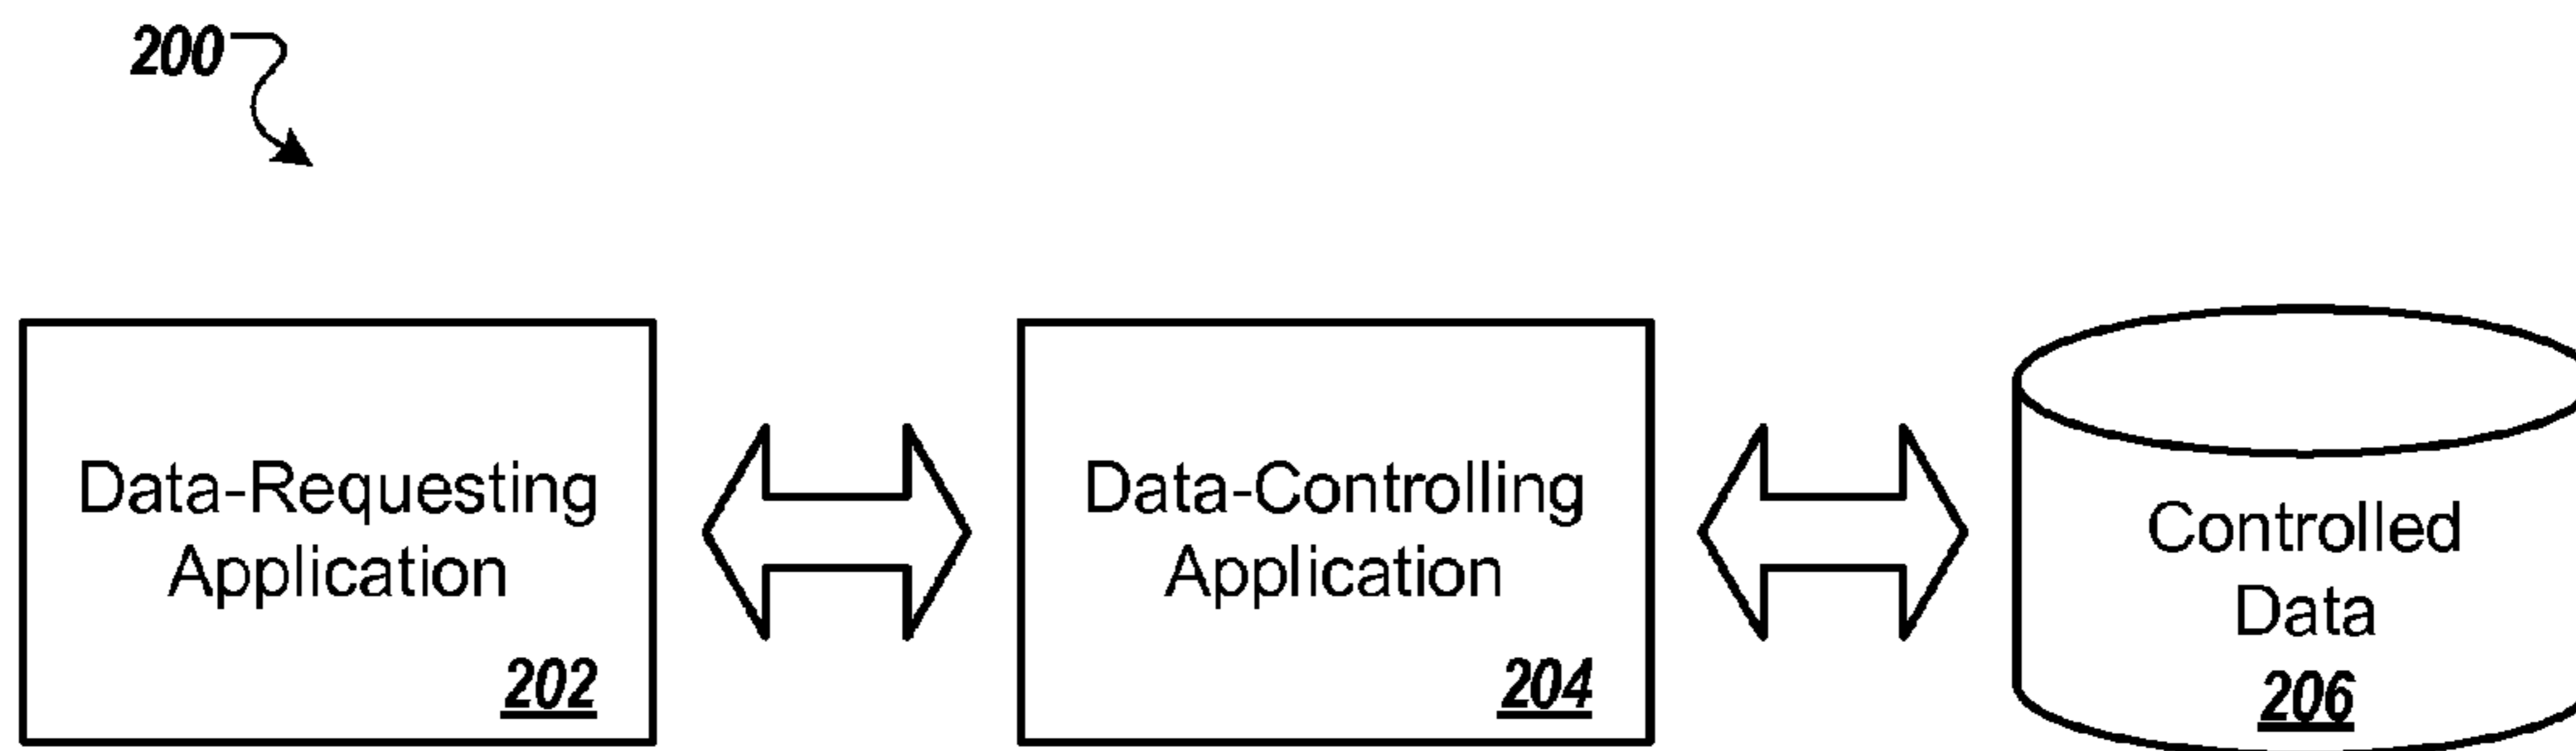 200
Data-Requesting
Application
202
Data-Controlling
Application
204
Controlled
Data
206